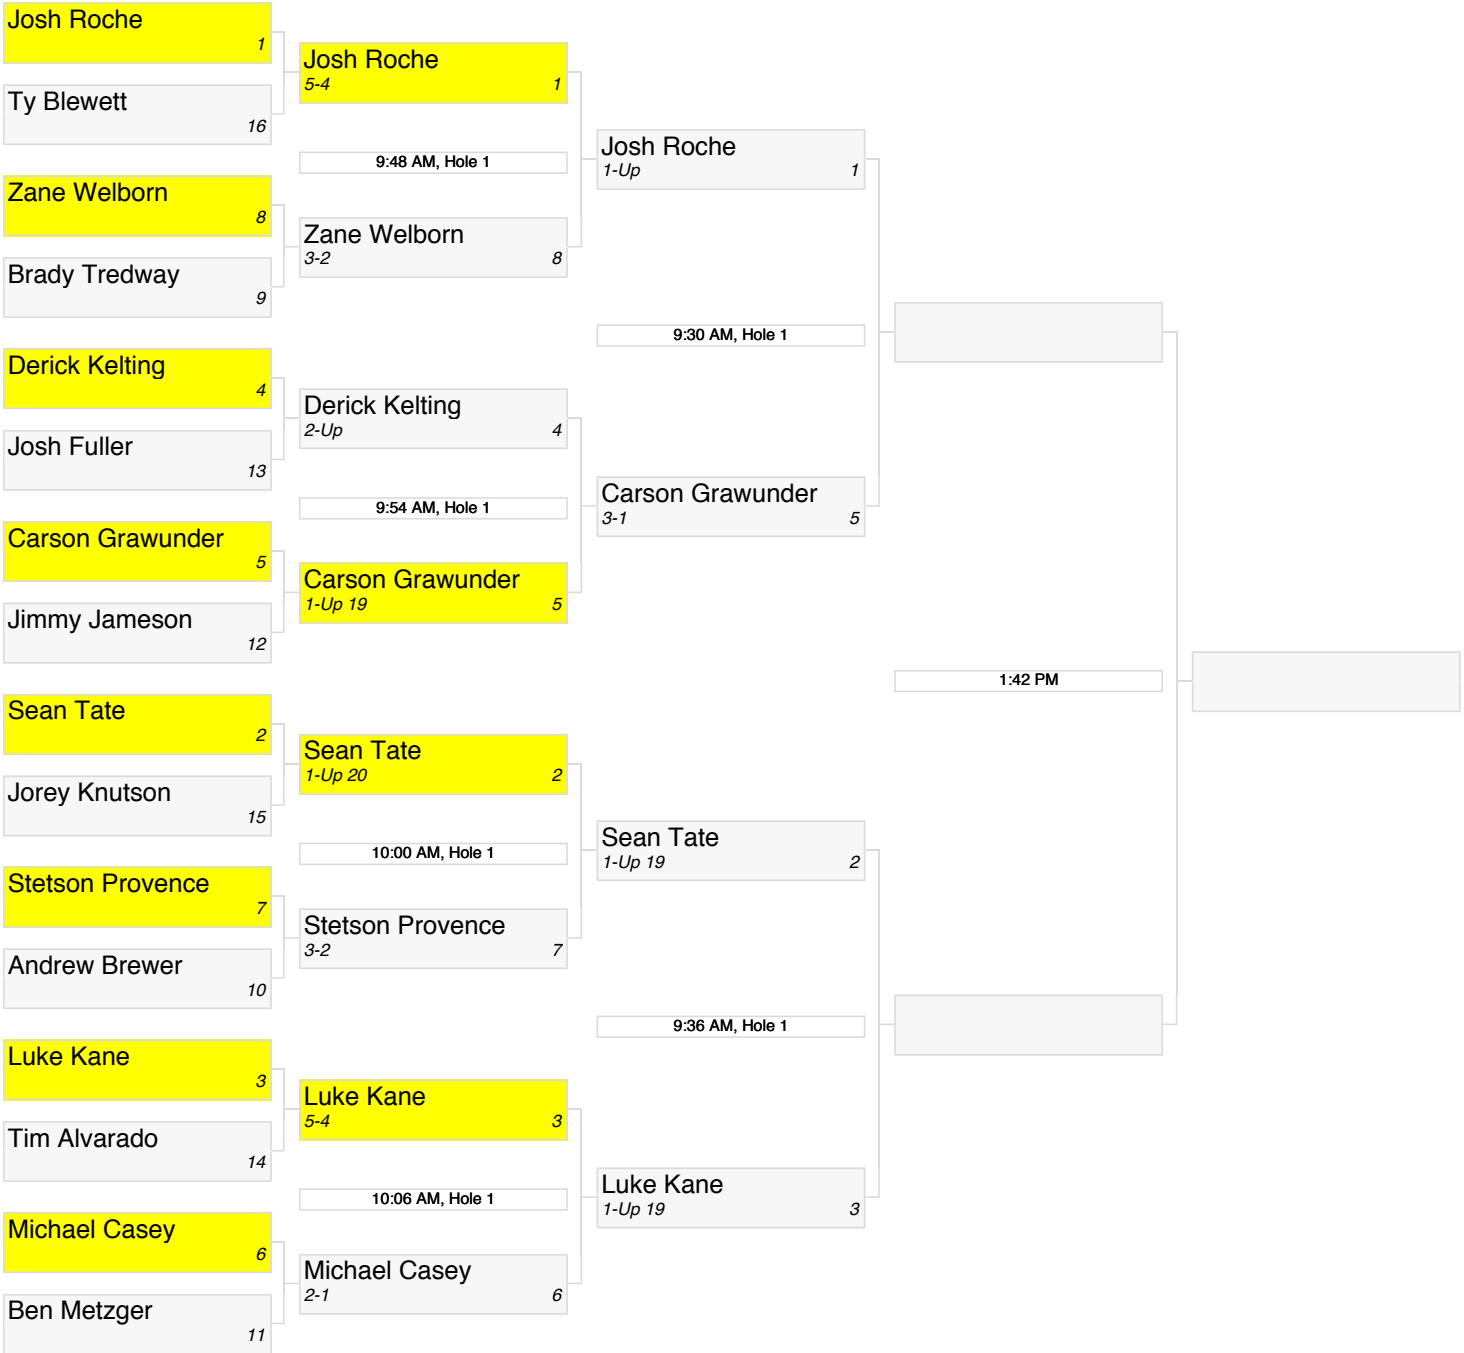 Josh Roche
1
Ty Blewett
16
Zane Welborn
8
Brady Tredway
9
Derick Kelting
4
Josh Fuller
13
Carson Grawunder
5
Jimmy Jameson
12
Sean Tate
2
Jorey Knutson
15
Stetson Provence
7
Andrew Brewer
10
Luke Kane
3
Tim Alvarado
14
Michael Casey
6
Ben Metzger
11
Josh Roche
5-4 1
9:48 AM, Hole 1
Zane Welborn
3-2 8
Derick Kelting
2-Up 4
9:54 AM, Hole 1
Carson Grawunder
1-Up 19 5
Sean Tate
1-Up 20 2
10:00 AM, Hole 1
Stetson Provence
3-2 7
Luke Kane
5-4 3
10:06 AM, Hole 1
Michael Casey
2-1 6
Josh Roche
1-Up 1
9:30 AM, Hole 1
Carson Grawunder
3-1 5
Sean Tate
1-Up 19 2
9:36 AM, Hole 1
Luke Kane
1-Up 19 3
1:42 PM